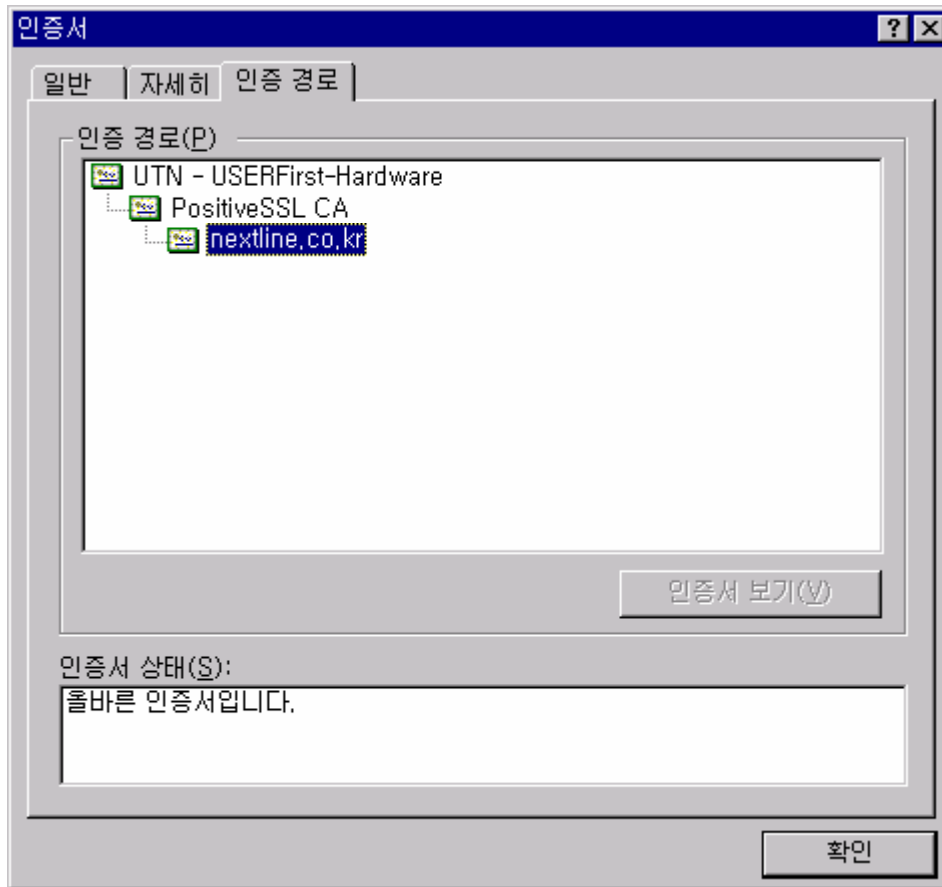 인증서
일반 자세히 인증 경로
인증 경로(P)
UTN - USERFirst-Hardware
PositiveSSL CA
nextline.co.kr
인증서 보기(V)
인증서 상태(S):
올바른 인증서입니다.
확인